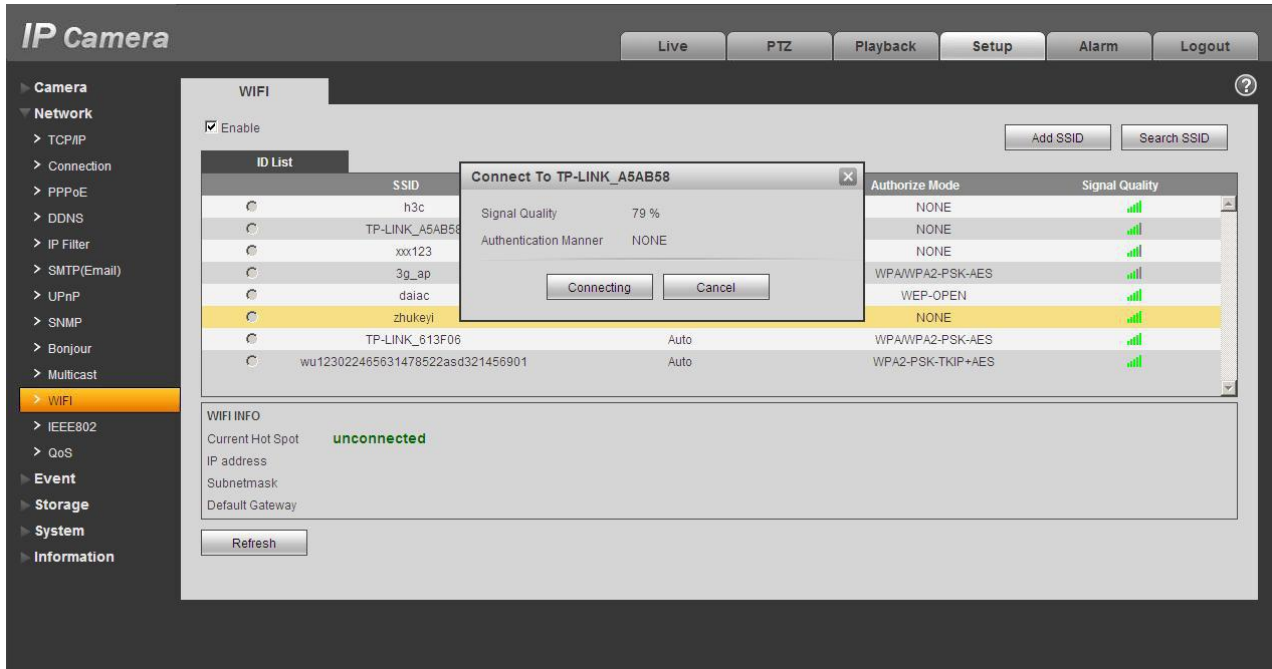 IP Camera
Live PTZ Playback Setup Alarm Logout
Camera
Network
TCP/IP
Connection
PPPoE
DDNS
IP Filter
SMTP(Email)
UPnP
SNMP
Bonjour
Multicast
WIFI
IEEE802
QoS
Event
Storage
System
Information
WIFI
?
Enable
Add SSID Search SSID
ID List
SSID Authorize Mode Signal Quality
h3c NONE
TP-LINK_A5AB58 NONE
xxx123 NONE
3g_ap WPA/WPA2-PSK-AES
daiac WEP-OPEN
zhukeyi NONE
TP-LINK_613F06 Auto WPA/WPA2-PSK-AES
wu123022465631478522asd321456901 Auto WPA2-PSK-TKIP+AES
Connect To TP-LINK_A5AB58
Signal Quality 79 %
Authentication Manner NONE
Connecting Cancel
WIFI INFO
Current Hot Spot unconnected
IP address
Subnetmask
Default Gateway
Refresh